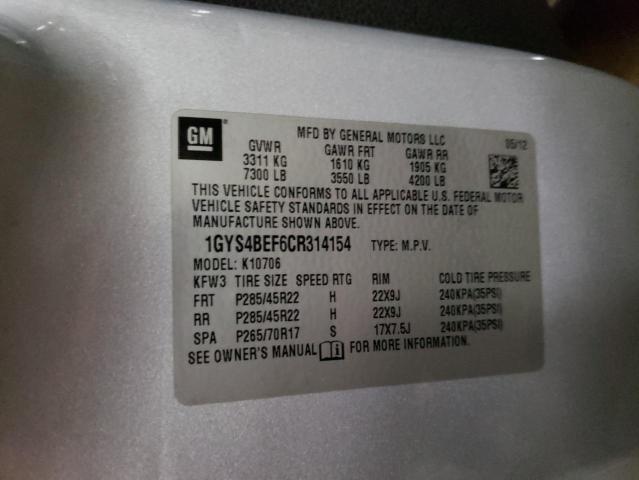 GM®
MFD BY GENERAL MOTORS LLC 05/12
GVWR GAWR FRT GAWR RR
3311 KG 1610 KG 1905 KG
7300 LB 3550 LB 4200 LB
THIS VEHICLE CONFORMS TO ALL APPLICABLE U.S. FEDERAL MOTOR
VEHICLE SAFETY STANDARDS IN EFFECT ON THE DATE OF
MANUFACTURE SHOWN ABOVE.
1GYS4BEF6CR314154 TYPE: M.P.V.
MODEL: K10706
KFW3 TIRE SIZE SPEED RTG RIM COLD TIRE PRESSURE
FRT P285/45R22 H 22X9J 240KPA(35PSI)
RR P285/45R22 H 22X9J 240KPA(35PSI)
SPA P265/70R17 S 17X7.5J 240KPA(35PSI)
SEE OWNER'S MANUAL FOR MORE INFORMATION.